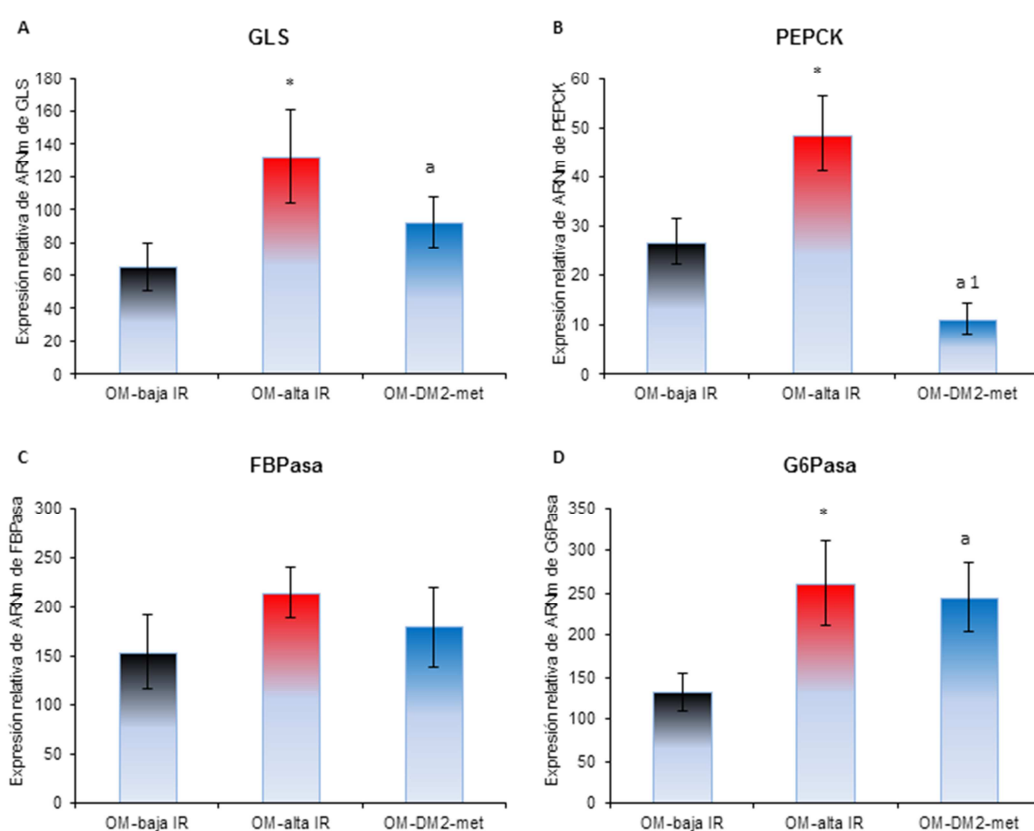 A
GLS
Expresión relativa de ARNm de GLS
180
160
140
120
100
80
60
40
20
0
*
a
OM-baja IR
OM-alta IR
OM-DM2-met
B
PEPCK
Expresión relativa de ARNm de PEPCK
60
50
40
30
20
10
0
*
a 1
OM-baja IR
OM-alta IR
OM-DM2-met
C
FBPasa
Expresión relativa de ARNm de FBPasa
300
250
200
150
100
50
0
OM-baja IR
OM-alta IR
OM-DM2-met
D
G6Pasa
Expresión relativa de ARNm de G6Pasa
350
300
250
200
150
100
50
0
*
a
OM-baja IR
OM-alta IR
OM-DM2-met